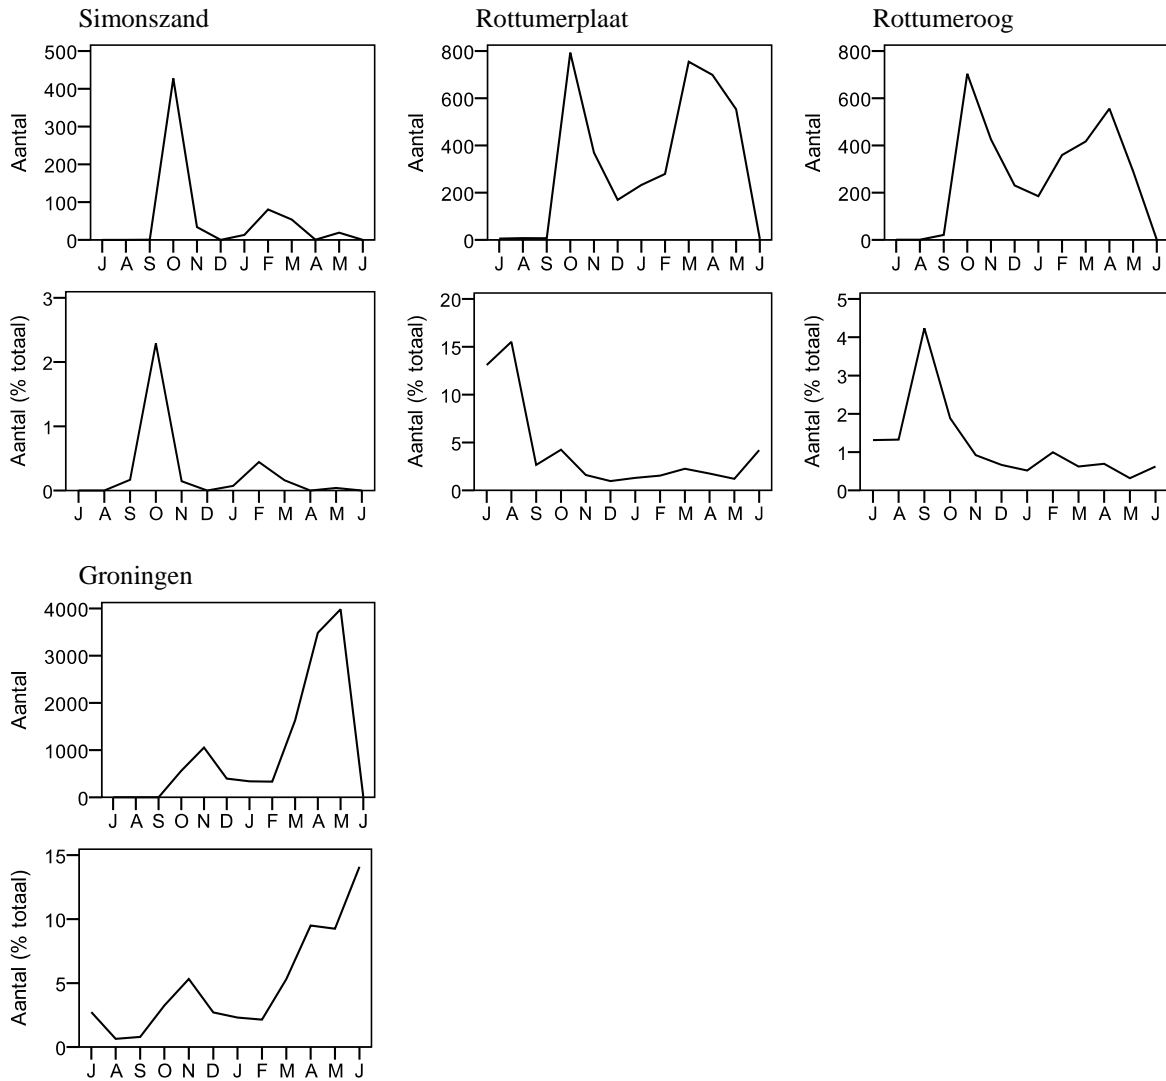 Simonszand Rottumerplaat Rottumeroog
500
400
300
200
100
0
Aantal
J A S O N D J F M A M J
800
600
400
200
0
Aantal
J A S O N D J F M A M J
800
600
400
200
0
Aantal
J A S O N D J F M A M J
3
2
1
0
Aantal (% totaal)
J A S O N D J F M A M J
20
15
10
5
0
Aantal (% totaal)
J A S O N D J F M A M J
5
4
3
2
1
0
Aantal (% totaal)
J A S O N D J F M A M J
Groningen
4000
3000
2000
1000
0
Aantal
J A S O N D J F M A M J
15
10
5
0
Aantal (% totaal)
J A S O N D J F M A M J